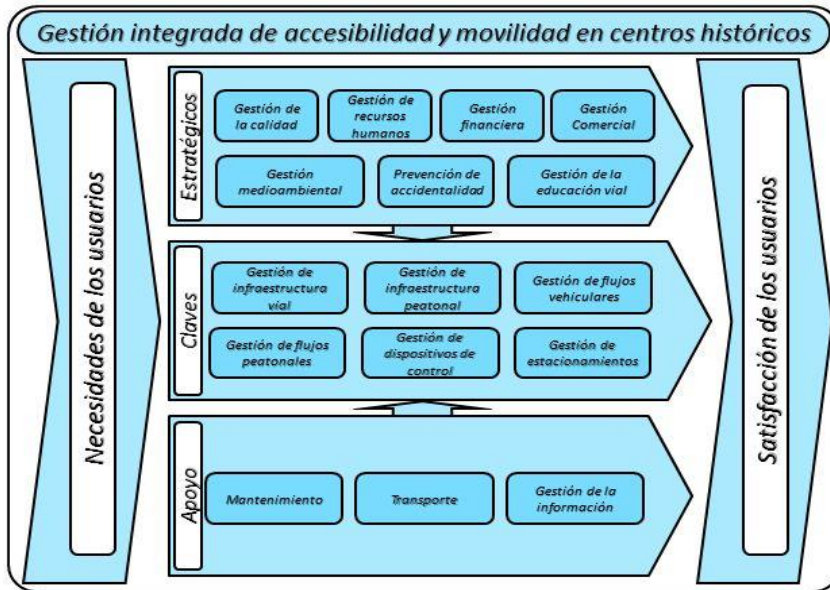 Gestión integrada de accesibilidad y movilidad en centros históricos
Necesidades de los usuarios
Estratégicos
Gestión de
la calidad
Gestión de
recursos
humanos
Gestión
financiera
Gestión
Comercial
Gestión
medioambiental
Prevención de
accidentalidad
Gestión de la
educación vial
Claves
Gestión de
infraestructura
vial
Gestión de
infraestructura
peatonal
Gestión de flujos
vehiculares
Gestión de flujos
peatonales
Gestión de
dispositivos de
control
Gestión de
estacionamientos
Apoyo
Mantenimiento
Transporte
Gestión de la
información
Satisfacción de los usuarios